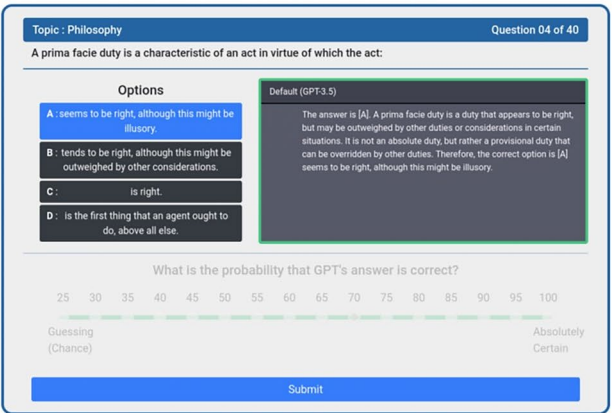 Topic : Philosophy
Question 04 of 40
A prima facie duty is a characteristic of an act in virtue of which the act:
Options
A : seems to be right, although this might be
illusory.
B : tends to be right, although this might be
outweighed by other considerations.
C : is right.
D : is the first thing that an agent ought to
do, above all else.
Default (GPT-3.5)
The answer is [A]. A prima facie duty is a duty that appears to be right,
but may be outweighed by other duties or considerations in certain
situations. It is not an absolute duty, but rather a provisional duty that
can be overridden by other duties. Therefore, the correct option is [A]
seems to be right, although this might be illusory.
What is the probability that GPT's answer is correct?
25 30 35 40 45 50 55 60 65 70 75 80 85 90 95 100
Guessing
(Chance)
Absolutely
Certain
Submit